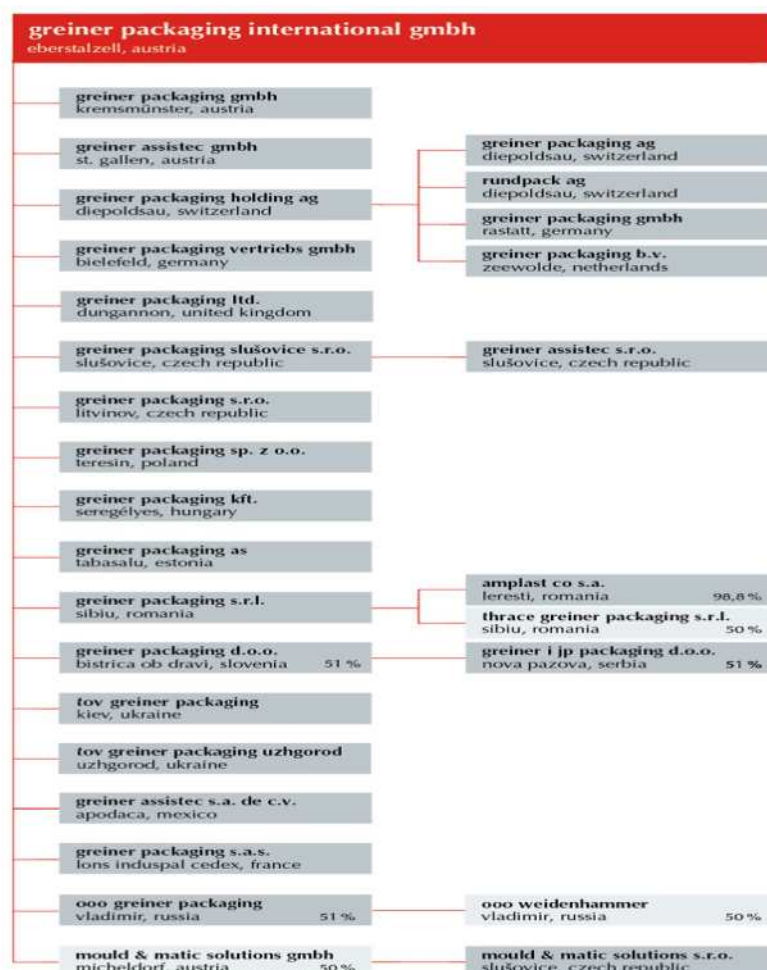 greiner packaging international gmbh
eberstalzell, austria
greiner packaging gmbh
kremsmünster, austria
greiner assistec gmbh
st. gallen, austria
greiner packaging holding ag
diepoldsau, switzerland
greiner packaging ag
diepoldsau, switzerland
rundpack ag
diepoldsau, switzerland
greiner packaging gmbh
rastatt, germany
greiner packaging b.v.
zeewolde, netherlands
greiner packaging vertriebs gmbh
bielefeld, germany
greiner packaging ltd.
dungannon, united kingdom
greiner packaging slušovice s.r.o.
slušovice, czech republic
greiner assistec s.r.o.
slušovice, czech republic
greiner packaging s.r.o.
litvinov, czech republic
greiner packaging sp. z o.o.
teresin, poland
greiner packaging kft.
seregélyes, hungary
greiner packaging as
tabasalu, estonia
greiner packaging s.r.l.
sibiu, romania
amplast co s.a.
leresti, romania 98,8 %
thrace greiner packaging s.r.l.
sibiu, romania 50 %
greiner packaging d.o.o.
bistrica ob dravi, slovenia 51 %
greiner i jp packaging d.o.o.
nova pazova, serbia 51 %
tov greiner packaging
kiev, ukraine
tov greiner packaging uzhgorod
uzhgorod, ukraine
greiner assistec s.a. de c.v.
apodaca, mexico
greiner packaging s.a.s.
lons induspal cedex, france
ooo greiner packaging
vladimir, russia 51 %
ooo weidenhammer
vladimir, russia 50 %
mould & matic solutions gmbh
micheldorf, austria 50 %
mould & matic solutions s.r.o.
slušovice, czech republic